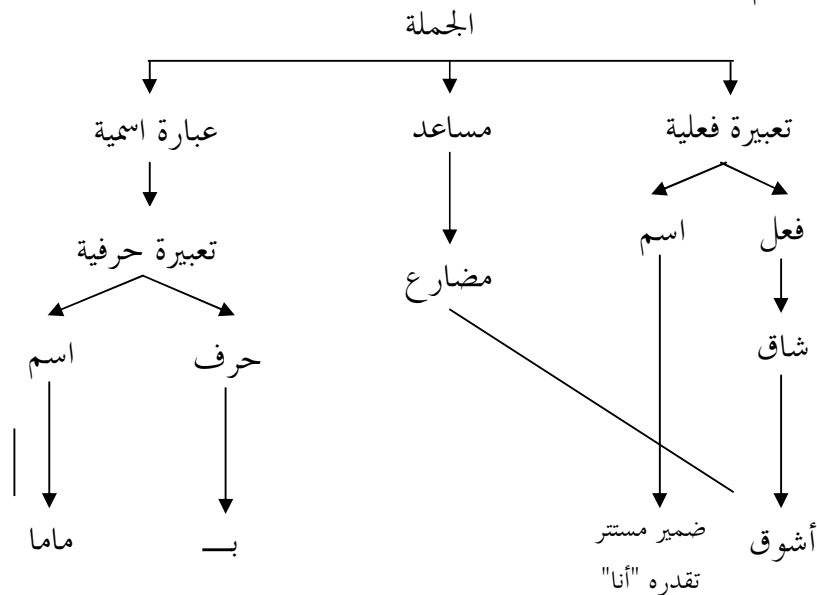 الجملة
تعبيرة فعلية مساعد عبارة اسمية
فعل اسم
تعبيرة حرفية
مضارع
شاق
حرف اسم
أشوق ضمير مستتر بـــ ماما
تقدره "أنا"